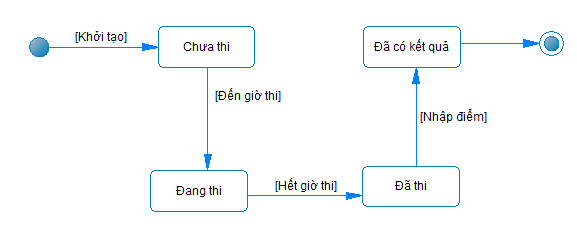 [Khởi tạo]
Chưa thi
Đã có kết quả
[Đến giờ thi]
[Nhập điểm]
Đang thi
[Hết giờ thi]
Đã thi